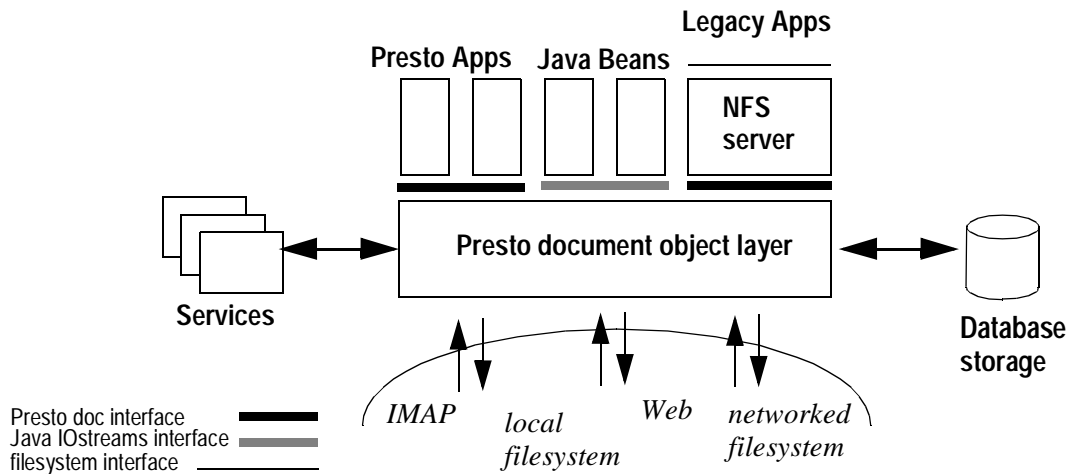 Legacy Apps
Presto Apps
Java Beans
NFS
server
Presto document object layer
Services
Database
storage
IMAP
local
filesystem
Web
networked
filesystem
Presto doc interface
Java IOstreams interface
filesystem interface